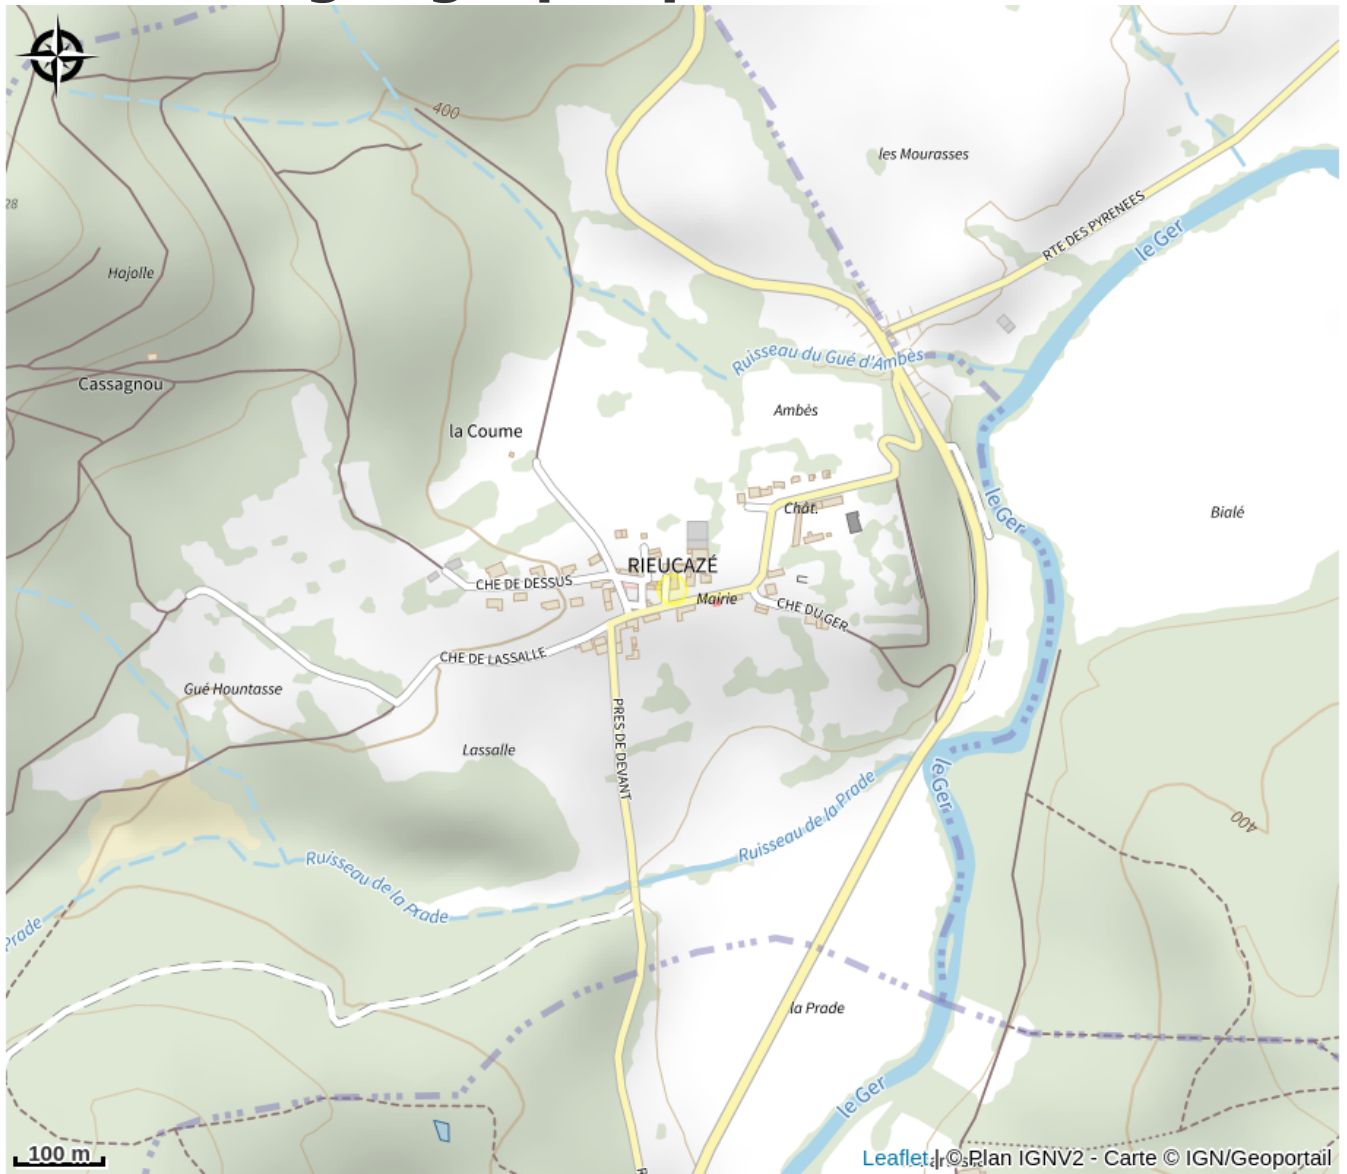 400
les Mourasses
28
RTE DES PYRENEES
le Ger
Hajolle
Ruisseau du Gué d'Ambès
Cassagnou
Ambès
la Coume
le Ger
Bialé
Chât.
RIEUCAZÉ
CHE DE DESSUS
Mairie
CHE DU GER
CHE DE LASSALLE
Gué Hountasse
PRES DE DEVANT
Lassalle
le Ger
Ruisseau de la Prade
400
Ruisseau de la Prade
Prade
la Prade
le Ger
100 m
Leaflet | © Plan IGNV2 - Carte © IGN/Geoportail